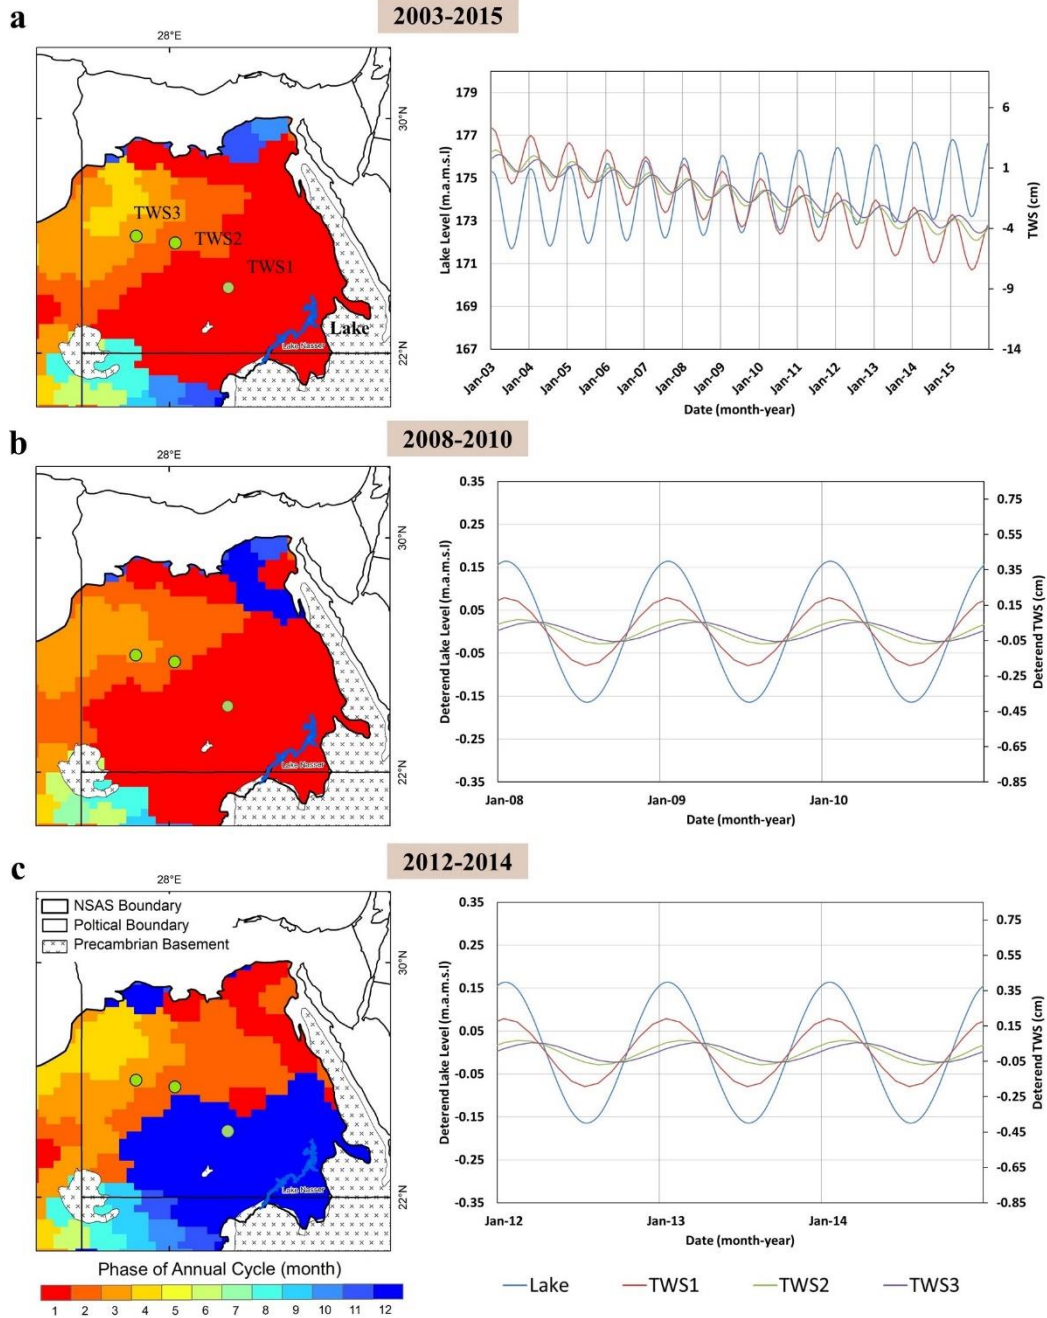 a
2003-2015
28°E
30°N
TWS3
TWS2
TWS1
Lake
Lake Nasser
22°N
179
177
175
173
171
169
167
Lake Level (m.a.m.s.l)
6
1
-4
-9
-14
TWS (cm)
Jan-03
Jan-04
Jan-05
Jan-06
Jan-07
Jan-08
Jan-09
Jan-10
Jan-11
Jan-12
Jan-13
Jan-14
Jan-15
Date (month-year)
b
2008-2010
28°E
30°N
Lake Nasser
22°N
0.35
0.25
0.15
0.05
-0.05
-0.15
-0.25
-0.35
Deterend Lake Level (m.a.m.s.l)
0.75
0.55
0.35
0.15
-0.05
-0.25
-0.45
-0.65
-0.85
Deterend TWS (cm)
Jan-08
Jan-09
Jan-10
Date (month-year)
c
2012-2014
28°E
NSAS Boundary
Poltical Boundary
Precambrian Basement
30°N
Lake Nasser
22°N
0.35
0.25
0.15
0.05
-0.05
-0.15
-0.25
-0.35
Deterend Lake Level (m.a.m.s.l)
0.75
0.55
0.35
0.15
-0.05
-0.25
-0.45
-0.65
-0.85
Deterend TWS (cm)
Jan-12
Jan-13
Jan-14
Date (month-year)
Phase of Annual Cycle (month)
1 2 3 4 5 6 7 8 9 10 11 12
Lake TWS1 TWS2 TWS3